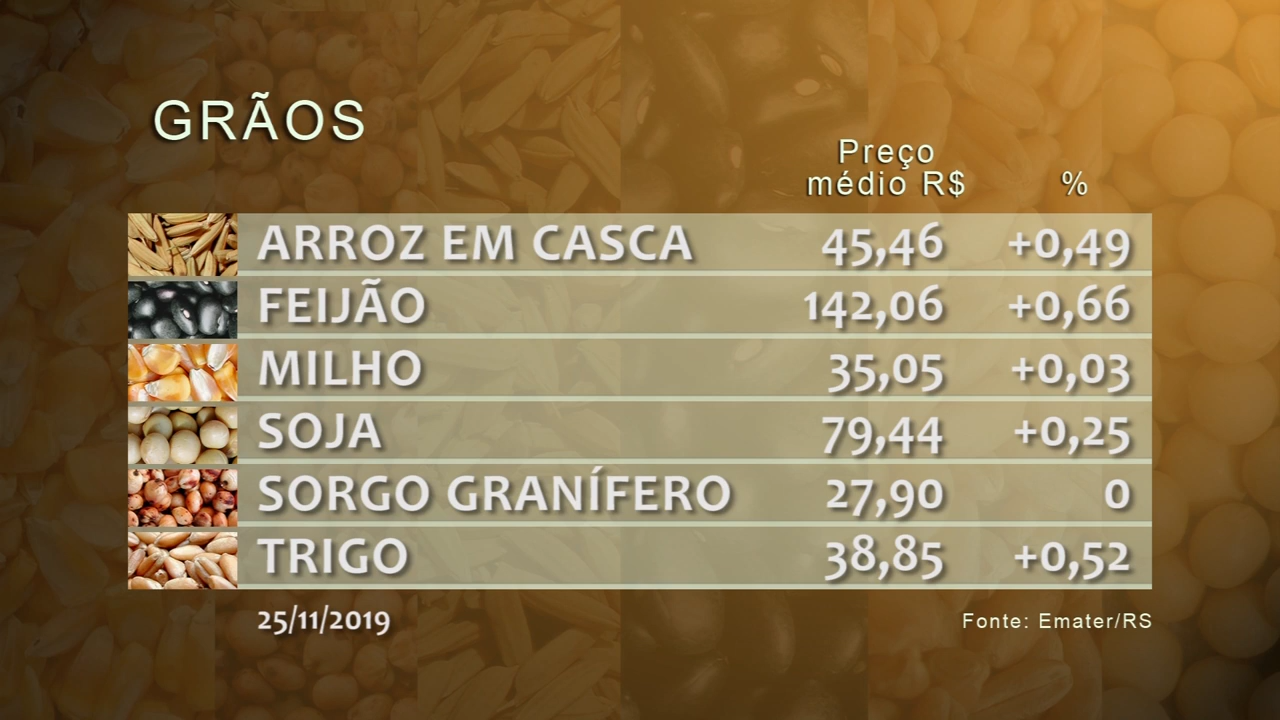 GRÃOS
Preço
médio R$ %
ARROZ EM CASCA 45,46 +0,49
FEIJÃO 142,06 +0,66
MILHO 35,05 +0,03
SOJA 79,44 +0,25
SORGO GRANÍFERO 27,90 0
TRIGO 38,85 +0,52
25/11/2019 Fonte: Emater/RS